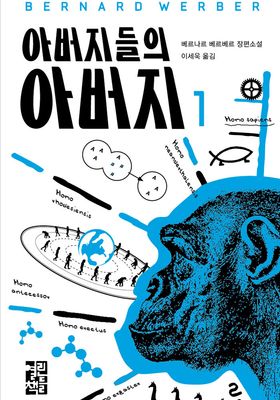 BERNARD WERBER
아버지들의
아버지
1
베르나르 베르베르 장편소설
이세욱 옮김
A
A A
A
A
A
Homo sapiens
Homo neanderthalensis
Homo rhodesiensis
Homo antecessor
Homo erectus
Homo ergaster
열린책들